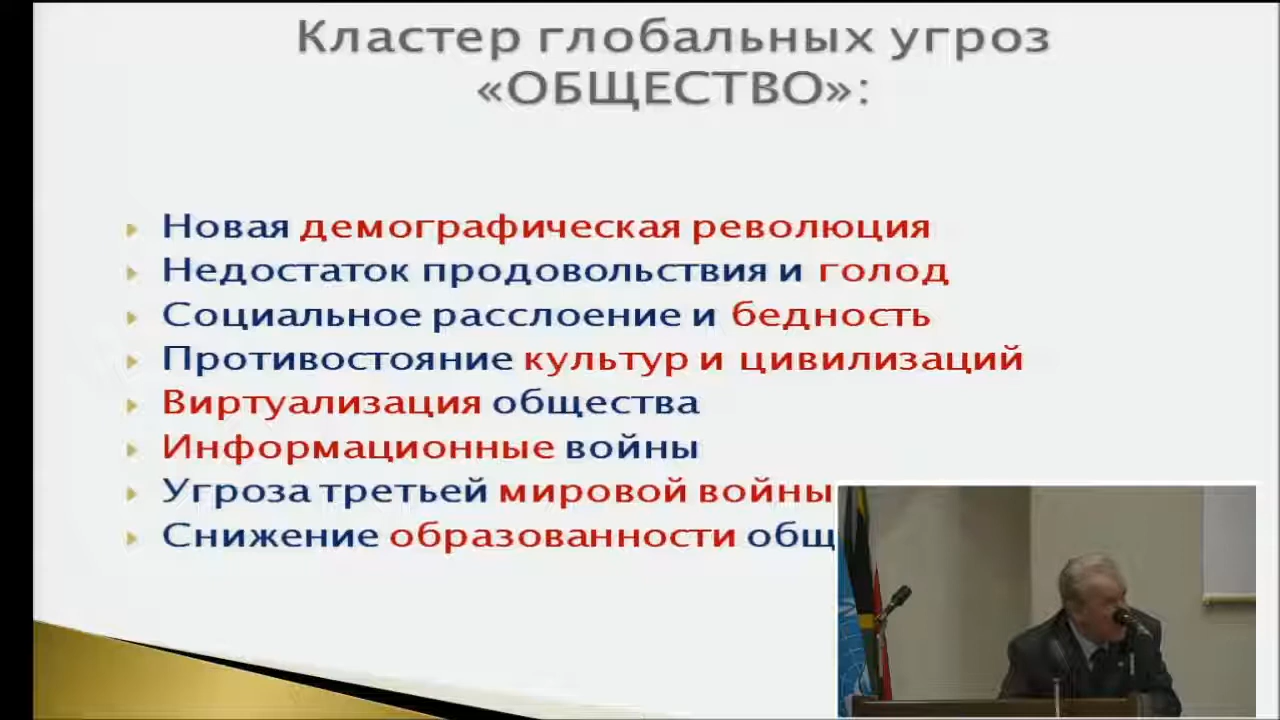 Кластер глобальных угроз
«ОБЩЕСТВО»:
Новая демографическая революция
Недостаток продовольствия и голод
Социальное расслоение и бедность
Противостояние культур и цивилизаций
Виртуализация общества
Информационные войны
Угроза третьей мировой войны
Снижение образованности общ